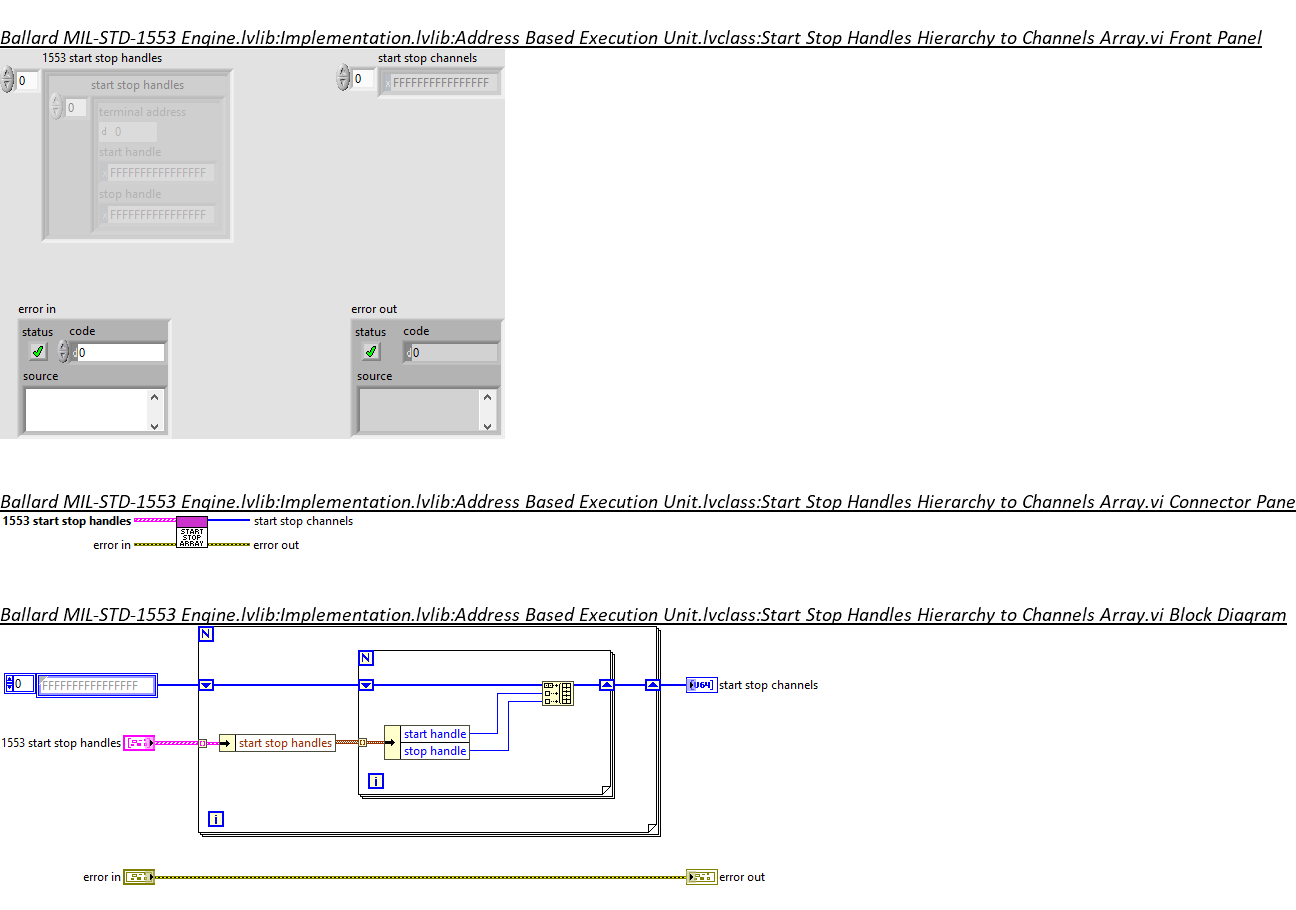 Ballard MIL-STD-1553 Engine.lvlib:Implementation.lvlib:Address Based Execution Unit.lvclass:Start Stop Handles Hierarchy to Channels Array.vi Front Panel
1553 start stop handles
start stop channels
0
start stop handles
0
x FFFFFFFFFFFFFFFF
0
terminal address
d 0
start handle
x FFFFFFFFFFFFFFFF
stop handle
x FFFFFFFFFFFFFFFF
error in
error out
status code
status code
d 0
d 0
source
source
Ballard MIL-STD-1553 Engine.lvlib:Implementation.lvlib:Address Based Execution Unit.lvclass:Start Stop Handles Hierarchy to Channels Array.vi Connector Pane
1553 start stop handles
START
STOP
ARRAY
start stop channels
error in
error out
Ballard MIL-STD-1553 Engine.lvlib:Implementation.lvlib:Address Based Execution Unit.lvclass:Start Stop Handles Hierarchy to Channels Array.vi Block Diagram
N
N
0
FFFFFFFFFFFFFFFF
U64
start stop channels
start handle
1553 start stop handles
start stop handles
stop handle
i
i
error in
error out